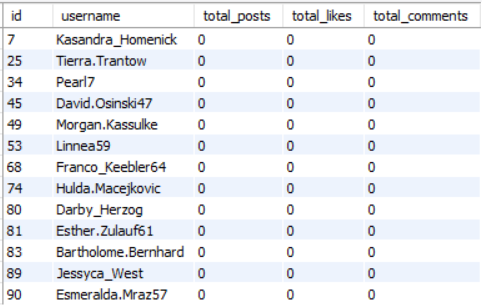 id username total_posts total_likes total_comments
7 Kasandra_Homenick 0 0 0
25 Tierra.Trantow 0 0 0
34 Pearl7 0 0 0
45 David.Osinski47 0 0 0
49 Morgan.Kassulke 0 0 0
53 Linnea59 0 0 0
68 Franco_Keebler64 0 0 0
74 Hulda.Macejkovic 0 0 0
80 Darby_Herzog 0 0 0
81 Esther.Zulauf61 0 0 0
83 Bartholome.Bernhard 0 0 0
89 Jessyca_West 0 0 0
90 Esmeralda.Mraz57 0 0 0